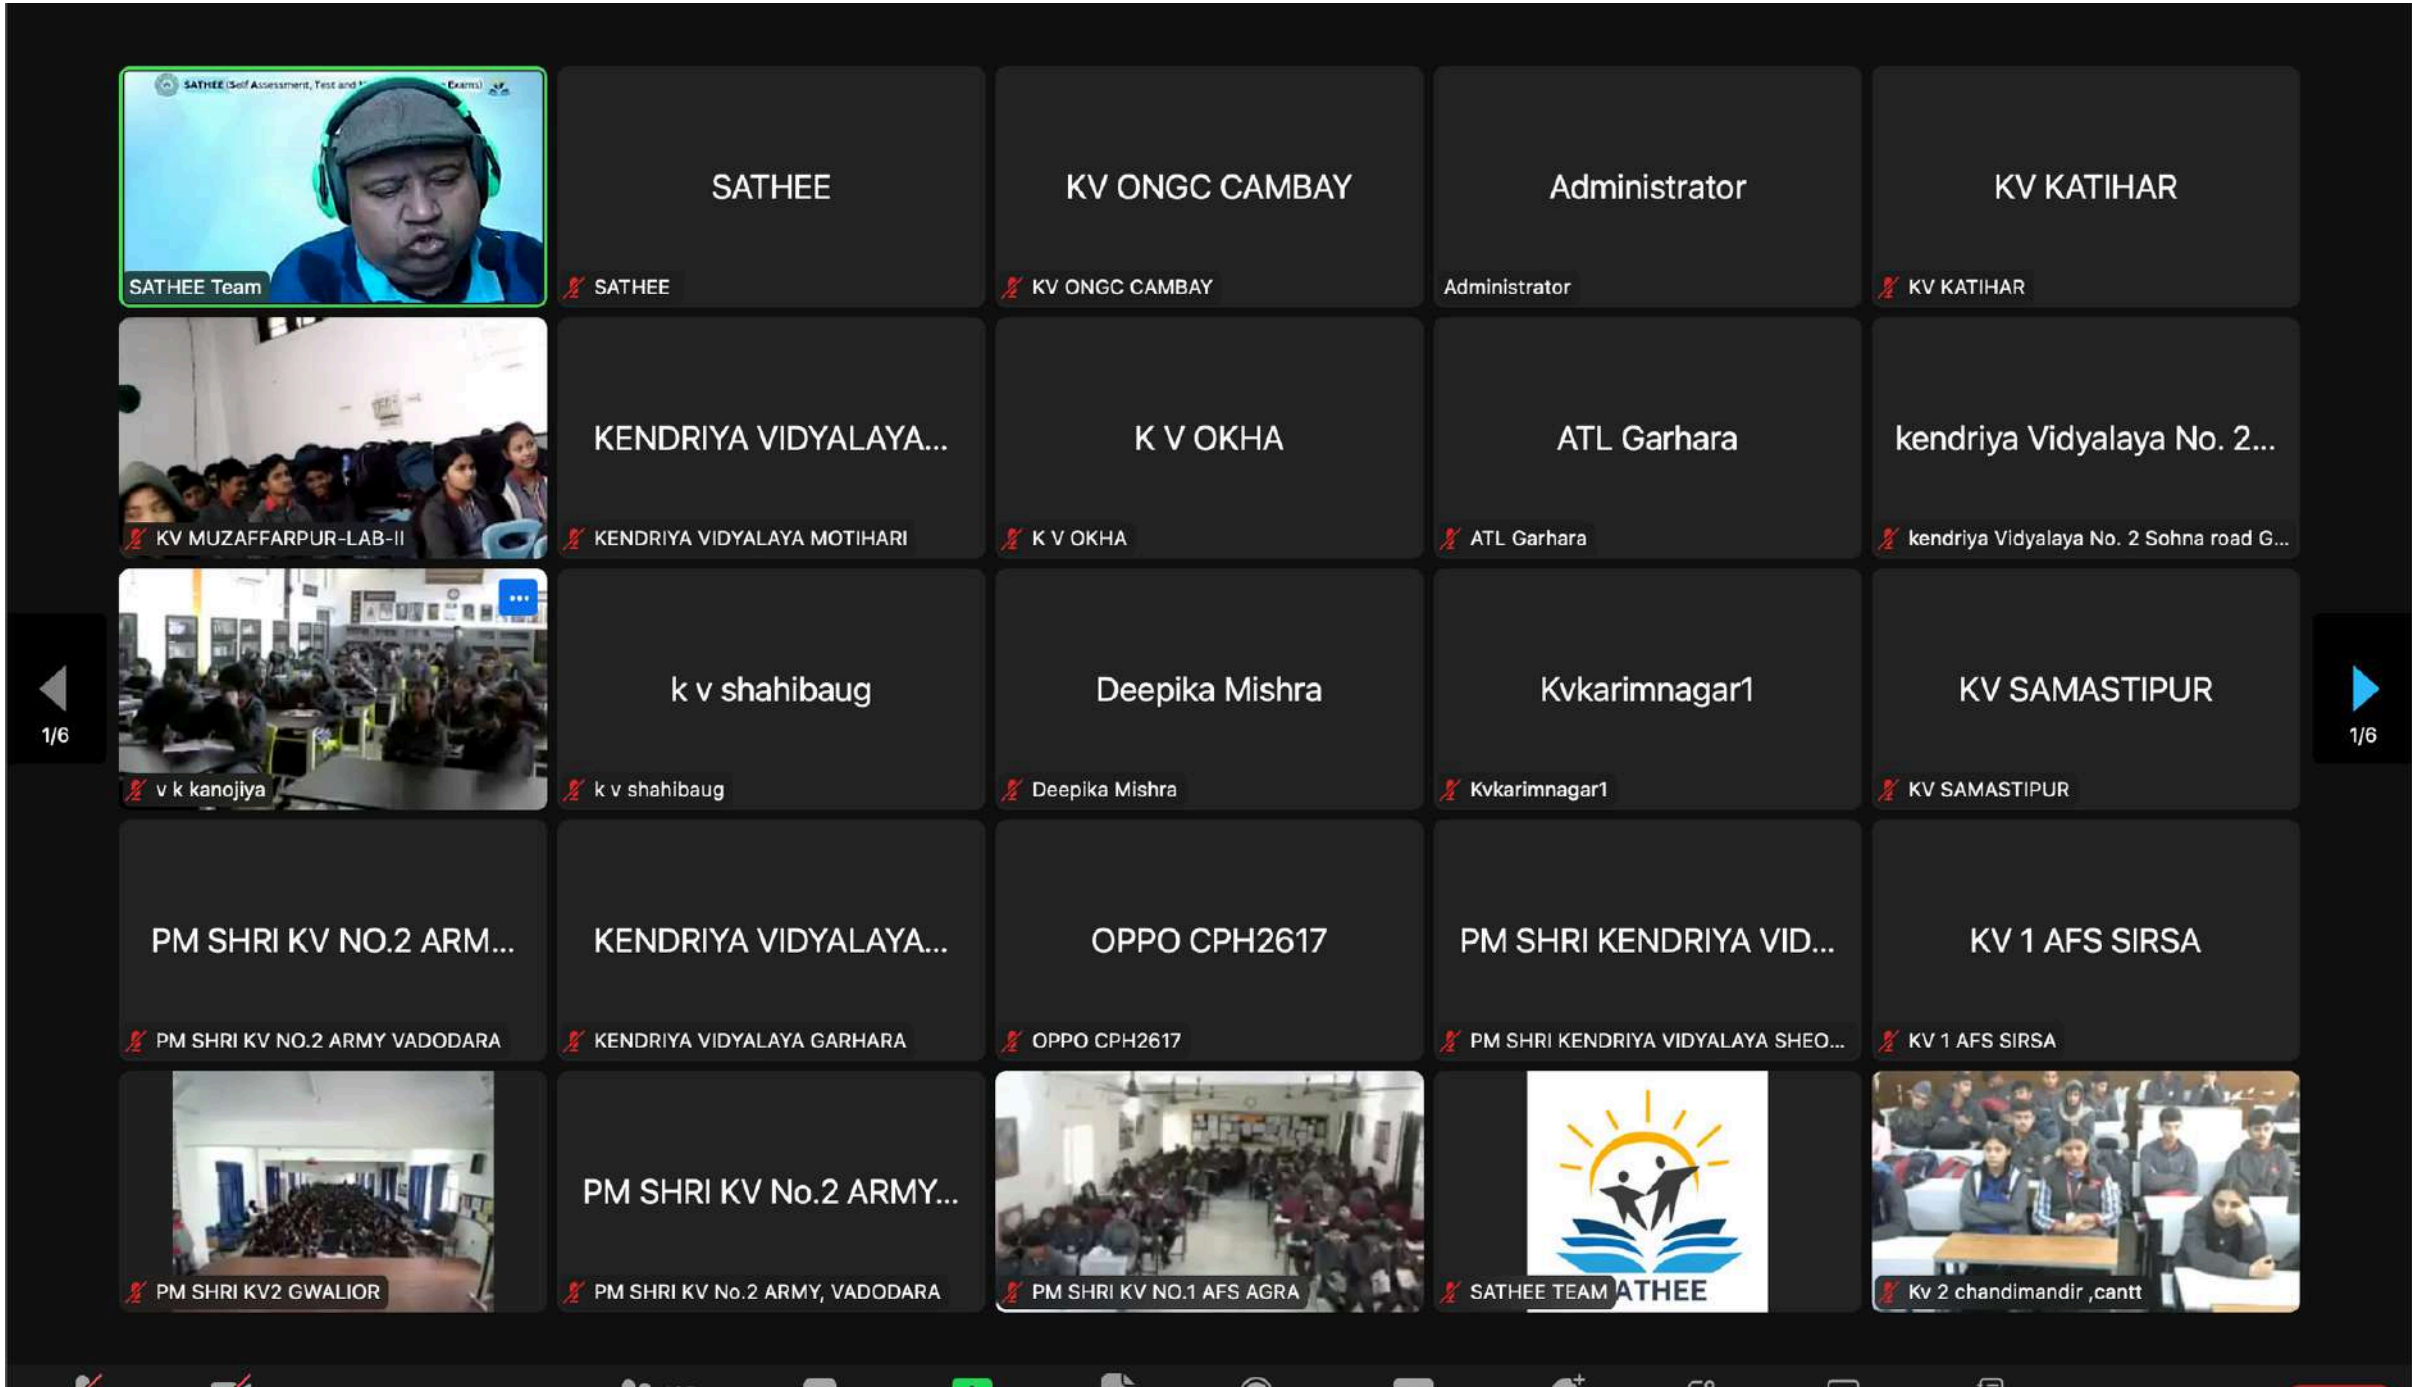 SATHEE (Self Assessment, Test and
Exams)
SATHEE Team
SATHEE
SATHEE
KV ONGC CAMBAY
KV ONGC CAMBAY
Administrator
Administrator
KV KATIHAR
KV KATIHAR
KV MUZAFFARPUR-LAB-II
KENDRIYA VIDYALAYA...
KENDRIYA VIDYALAYA MOTIHARI
K V OKHA
K V OKHA
ATL Garhara
ATL Garhara
kendriya Vidyalaya No. 2...
kendriya Vidyalaya No. 2 Sohna road G...
1/6
v k kanojiya
k v shahibaug
k v shahibaug
Deepika Mishra
Deepika Mishra
Kvkarimnagar1
Kvkarimnagar1
KV SAMASTIPUR
KV SAMASTIPUR
1/6
PM SHRI KV NO.2 ARM...
PM SHRI KV NO.2 ARMY VADODARA
KENDRIYA VIDYALAYA...
KENDRIYA VIDYALAYA GARHARA
OPPO CPH2617
OPPO CPH2617
PM SHRI KENDRIYA VID...
PM SHRI KENDRIYA VIDYALAYA SHEO...
KV 1 AFS SIRSA
KV 1 AFS SIRSA
PM SHRI KV2 GWALIOR
PM SHRI KV No.2 ARMY...
PM SHRI KV No.2 ARMY, VADODARA
PM SHRI KV NO.1 AFS AGRA
SATHEE TEAM
ATHEE
Kv 2 chandimandir ,cantt